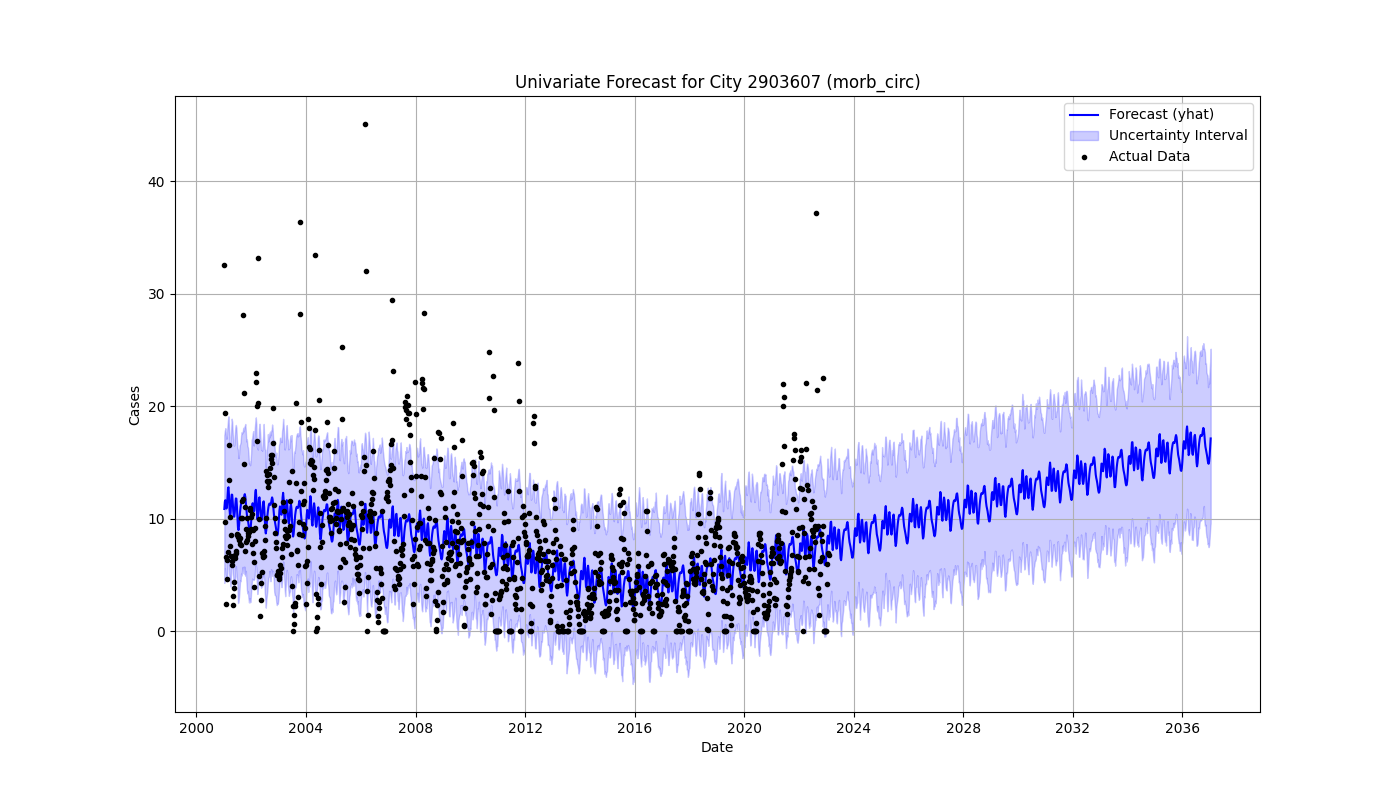 Univariate Forecast for City 2903607 (morb_circ)
Forecast (yhat)
Uncertainty Interval
Actual Data
Cases
40
30
20
10
0
2000 2004 2008 2012 2016 2020 2024 2028 2032 2036
Date